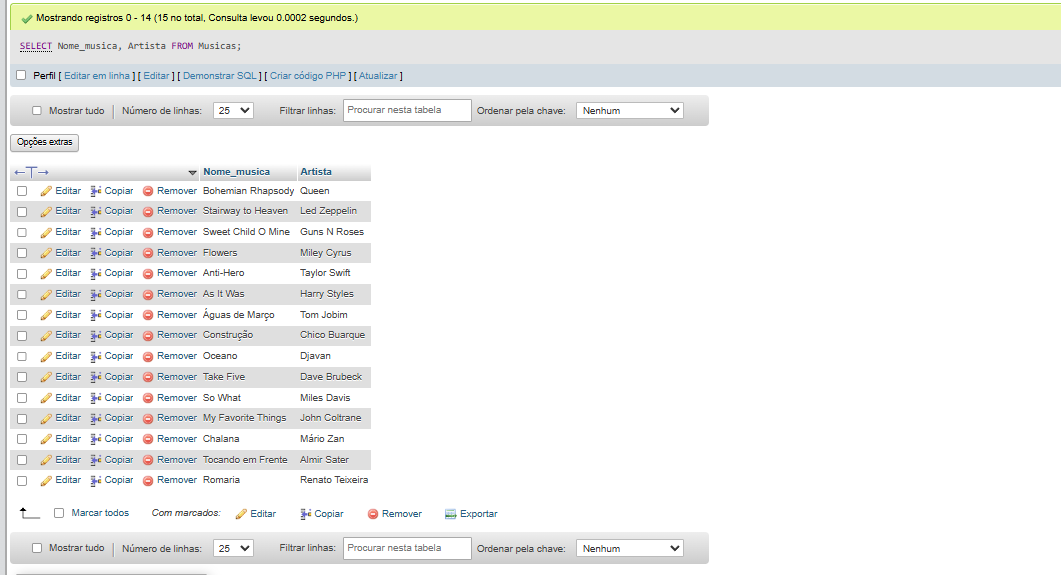 Mostrando registros 0 - 14 (15 no total, Consulta levou 0.0002 segundos.)
SELECT Nome_musica, Artista FROM Musicas;
Perfil [ Editar em linha ] [ Editar ] [ Demonstrar SQL ] [ Criar código PHP ] [ Atualizar ]
Mostrar tudo | Número de linhas: 25 Filtrar linhas: Procurar nesta tabela Ordenar pela chave: Nenhum
Opções extras
←T→ Nome_musica Artista
Editar Copiar Remover Bohemian Rhapsody Queen
Editar Copiar Remover Stairway to Heaven Led Zeppelin
Editar Copiar Remover Sweet Child O Mine Guns N Roses
Editar Copiar Remover Flowers Miley Cyrus
Editar Copiar Remover Anti-Hero Taylor Swift
Editar Copiar Remover As It Was Harry Styles
Editar Copiar Remover Águas de Março Tom Jobim
Editar Copiar Remover Construção Chico Buarque
Editar Copiar Remover Oceano Djavan
Editar Copiar Remover Take Five Dave Brubeck
Editar Copiar Remover So What Miles Davis
Editar Copiar Remover My Favorite Things John Coltrane
Editar Copiar Remover Chalana Mário Zan
Editar Copiar Remover Tocando em Frente Almir Sater
Editar Copiar Remover Romaria Renato Teixeira
Marcar todos Com marcados: Editar Copiar Remover Exportar
Mostrar tudo | Número de linhas: 25 Filtrar linhas: Procurar nesta tabela Ordenar pela chave: Nenhum